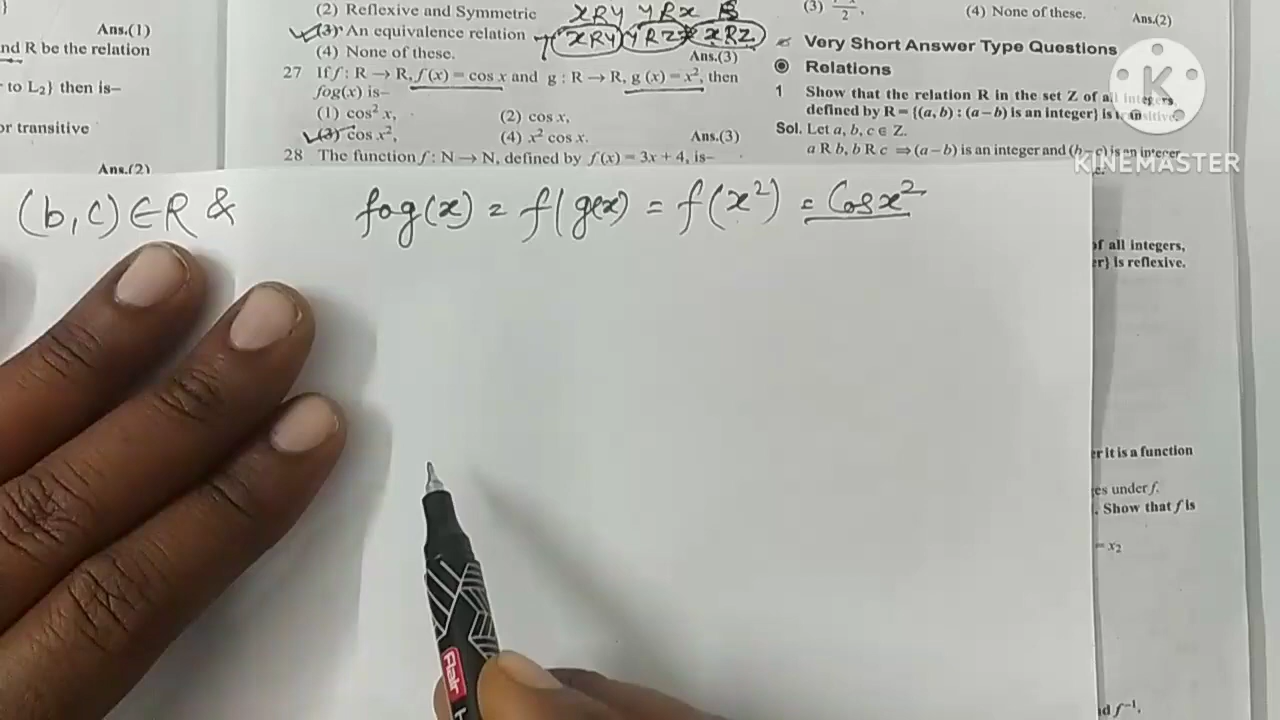 Ans.(1)
nd R be the relation
to L₂} then is–
or transitive
Ans.(2)
(2) Reflexive and Symmetric
xRy yRx
(3) An equivalence relation
xRy yRz xRz
Ans.(3)
(4) None of these.
27 If f : R → R, f(x) = cos x and g : R → R, g (x) = x², then
fog(x) is–
(1) cos² x, (2) cos x,
(3) cos x², (4) x² cos x. Ans.(3)
28 The function f : N → N, defined by f(x) = 3x + 4, is–
(3) (4) None of these. Ans.(2)
Very Short Answer Type Questions
Relations
1 Show that the relation R in the set Z of all integers,
defined by R = {(a, b) : (a – b) is an integer} is transitive.
Sol. Let a, b, c ∈ Z.
a R b, b R c ⟹ (a – b) is an integer and (b – c) is an integer
K
KINEMASTER
(b,c) ∈ R &
fog(x) = f(g(x) = f(x²) = Cos x²
of all integers,
er} is reflexive.
er it is a function
es under f.
. Show that f is
= x₂
nd f⁻¹.
Flair